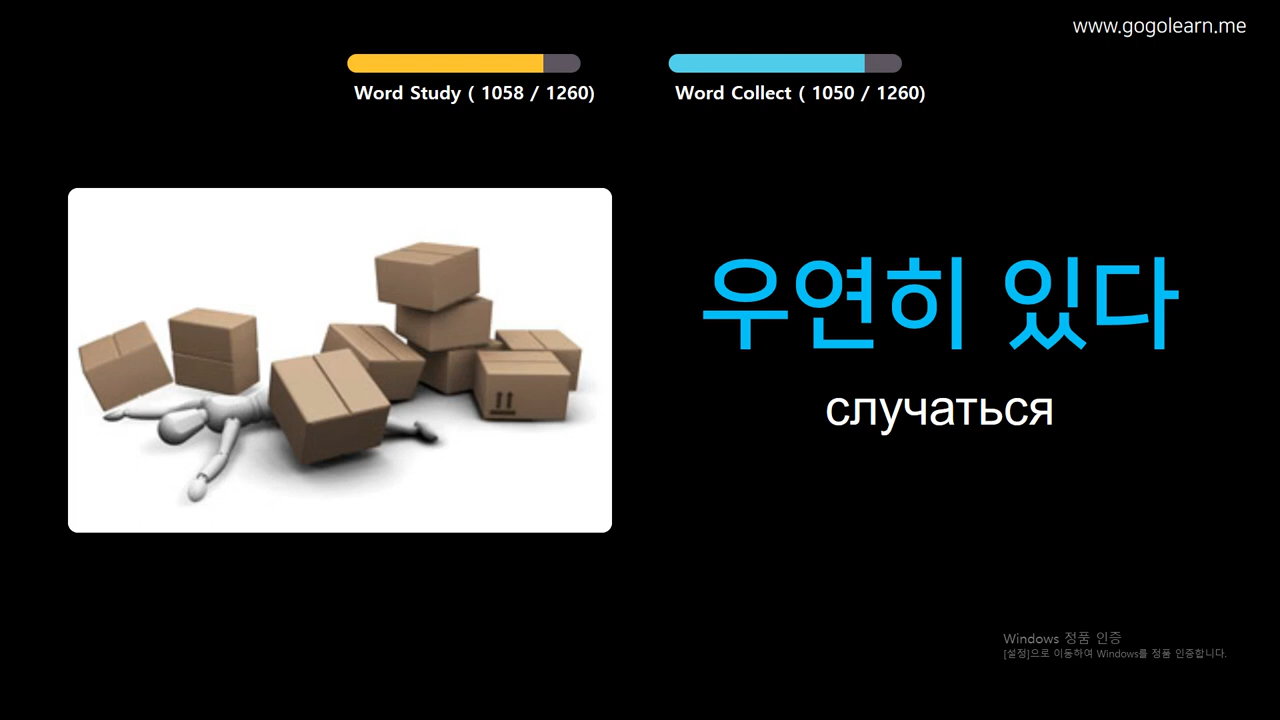 www.gogolearn.me
Word Study ( 1058 / 1260)
Word Collect ( 1050 / 1260)
우연히 있다
случаться
Windows 정품 인증
[설정]으로 이동하여 Windows를 정품 인증합니다.